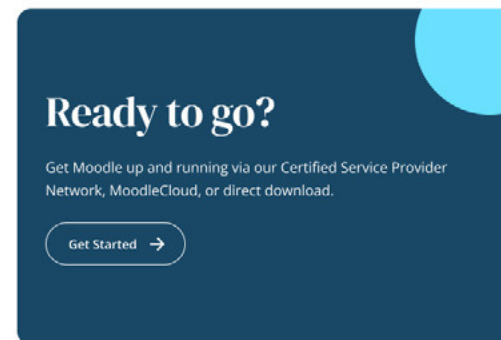 Ready to go?
Get Moodle up and running via our Certified Service Provider
Network, MoodleCloud, or direct download.
Get Started →